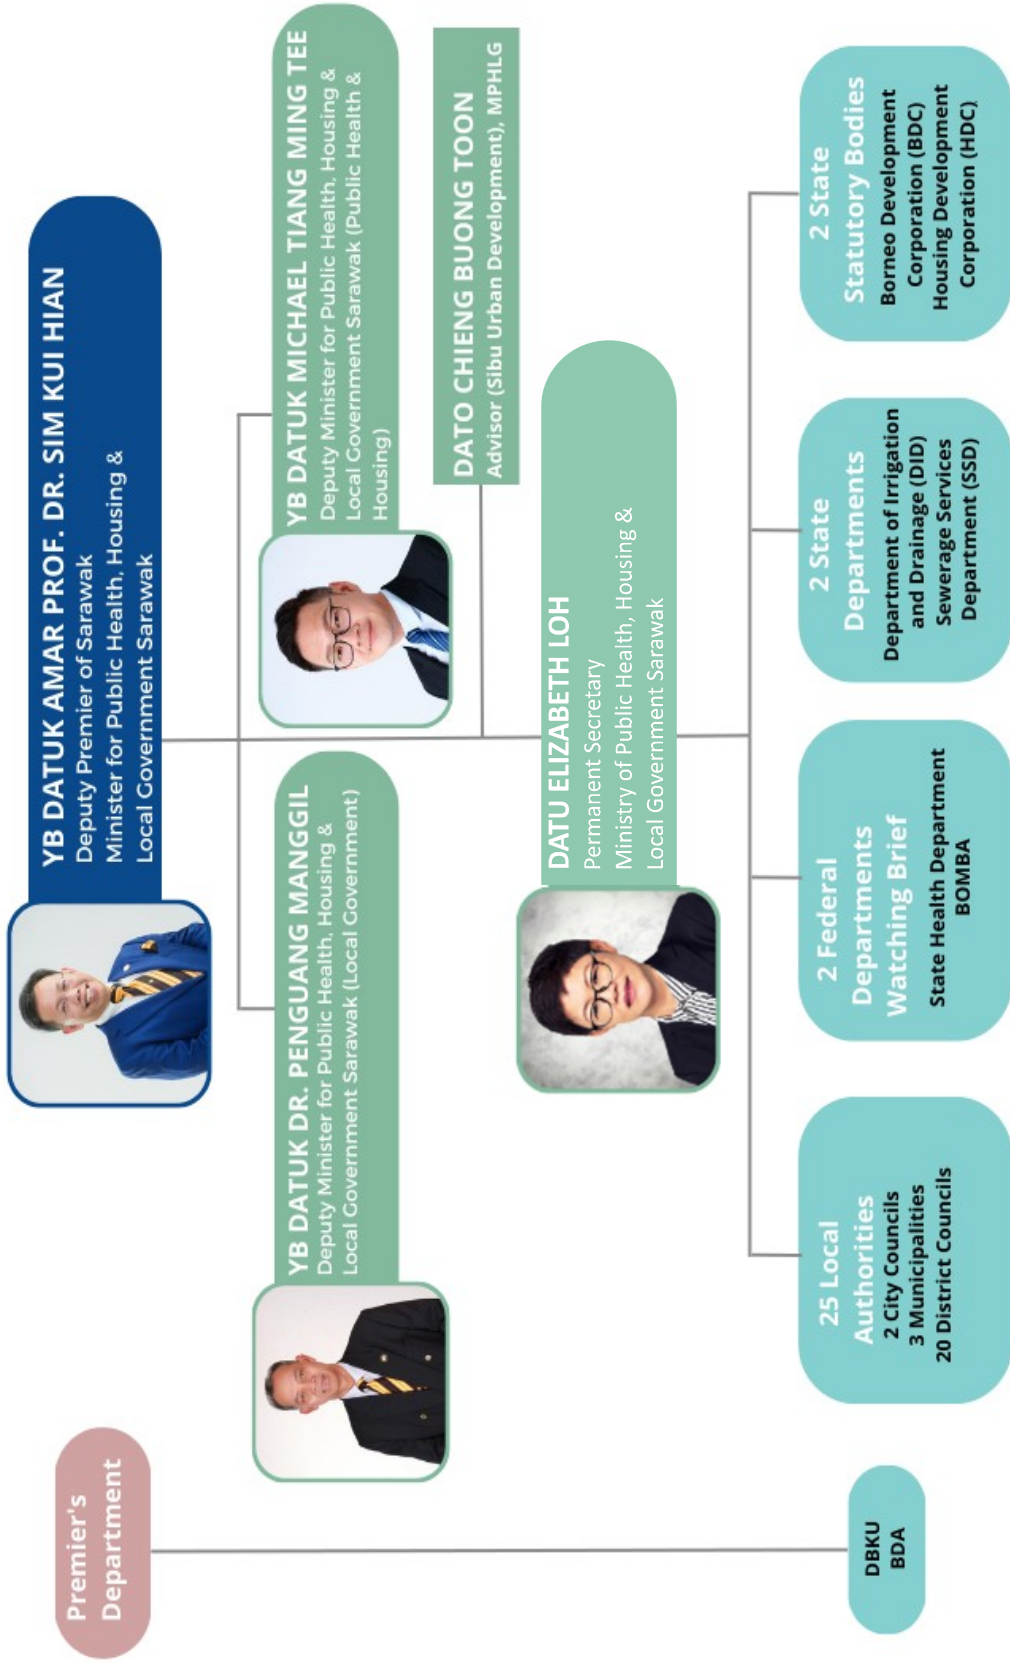 YB DATUK AMAR PROF. DR. SIM KUI HIAN
Deputy Premier of Sarawak
Minister for Public Health, Housing &
Local Government Sarawak
Premier's
Department
YB DATUK DR. PENGUANG MANGGIL
Deputy Minister for Public Health, Housing &
Local Government Sarawak (Local Government)
YB DATUK MICHAEL TIANG MING TEE
Deputy Minister for Public Health, Housing &
Local Government Sarawak (Public Health &
Housing)
DATO CHIENG BUONG TOON
Advisor (Sibu Urban Development), MPHLG
DATU ELIZABETH LOH
Permanent Secretary
Ministry of Public Health, Housing &
Local Government Sarawak
DBKU
BDA
25 Local
Authorities
2 City Councils
3 Municipalities
20 District Councils
2 Federal
Departments
Watching Brief
State Health Department
BOMBA
2 State
Departments
Department of Irrigation
and Drainage (DID)
Sewerage Services
Department (SSD)
2 State
Statutory Bodies
Borneo Development
Corporation (BDC)
Housing Development
Corporation (HDC)